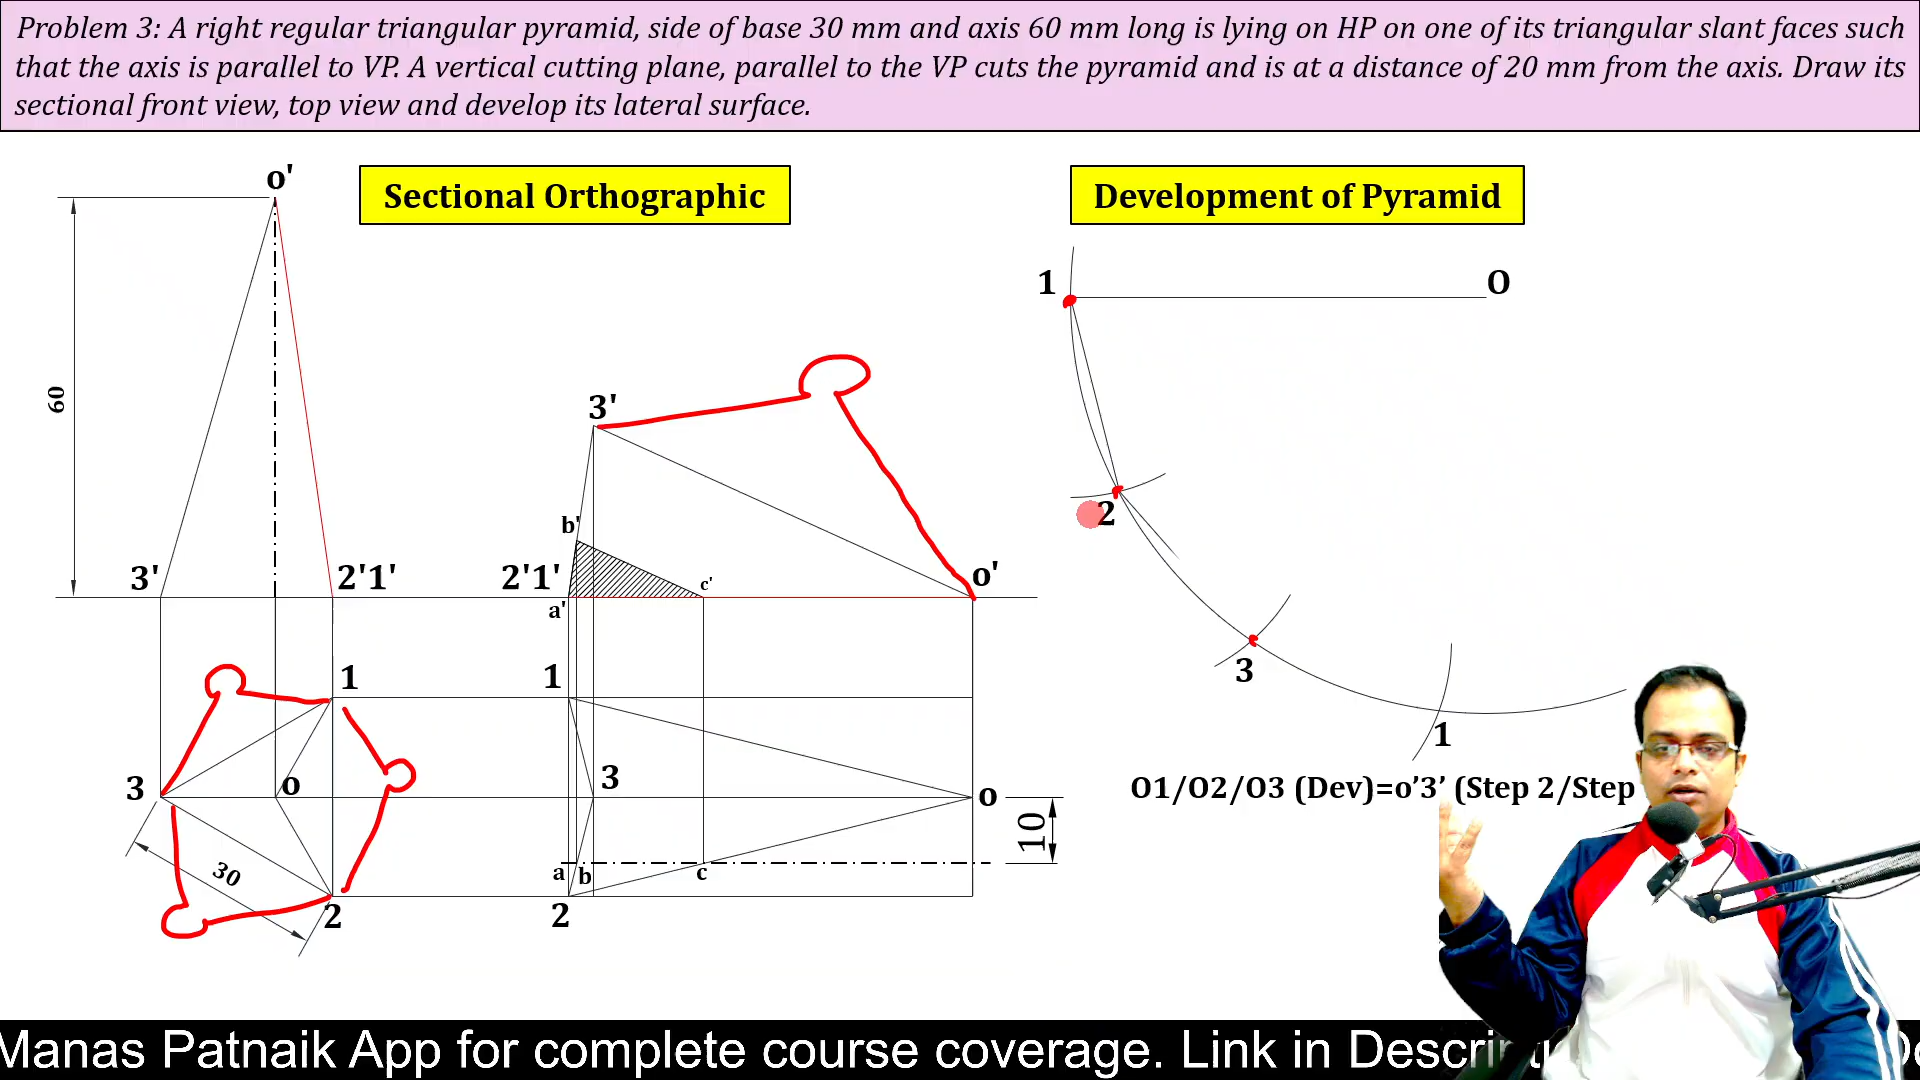 Problem 3: A right regular triangular pyramid, side of base 30 mm and axis 60 mm long is lying on HP on one of its triangular slant faces such
that the axis is parallel to VP. A vertical cutting plane, parallel to the VP cuts the pyramid and is at a distance of 20 mm from the axis. Draw its
sectional front view, top view and develop its lateral surface.
Sectional Orthographic
Development of Pyramid
o'
60
3'
2'1'
1
3
o
30
2
3'
b'
2'1'
a'
c'
o'
1
3
o
10
a
b
c
2
1
O
2
3
1
O1/O2/O3 (Dev)=o’3’ (Step 2/Step
Manas Patnaik App for complete course coverage. Link in Descripti